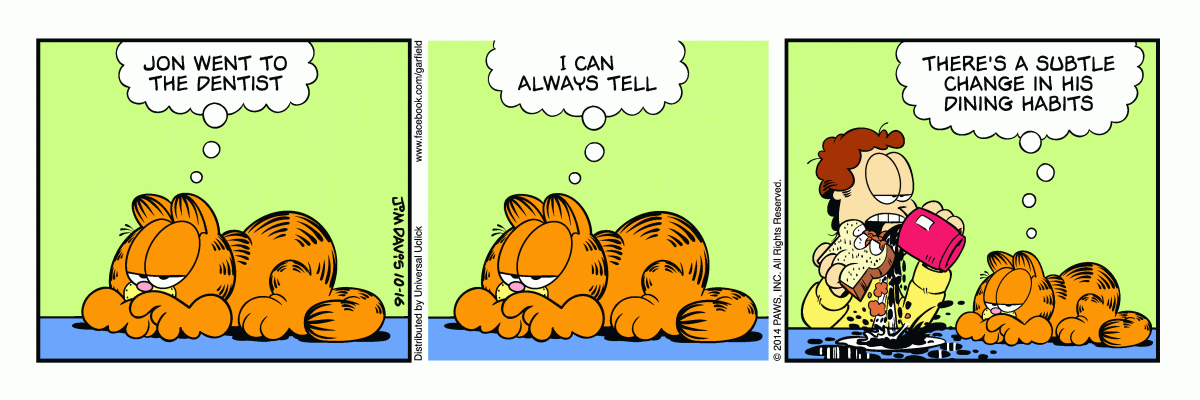 JON WENT TO
THE DENTIST
JIM DAVIS 10-16
www.facebook.com/garfield
Distributed by Universal Uclick
I CAN
ALWAYS TELL
© 2014 PAWS, INC. All Rights Reserved.
THERE'S A SUBTLE
CHANGE IN HIS
DINING HABITS